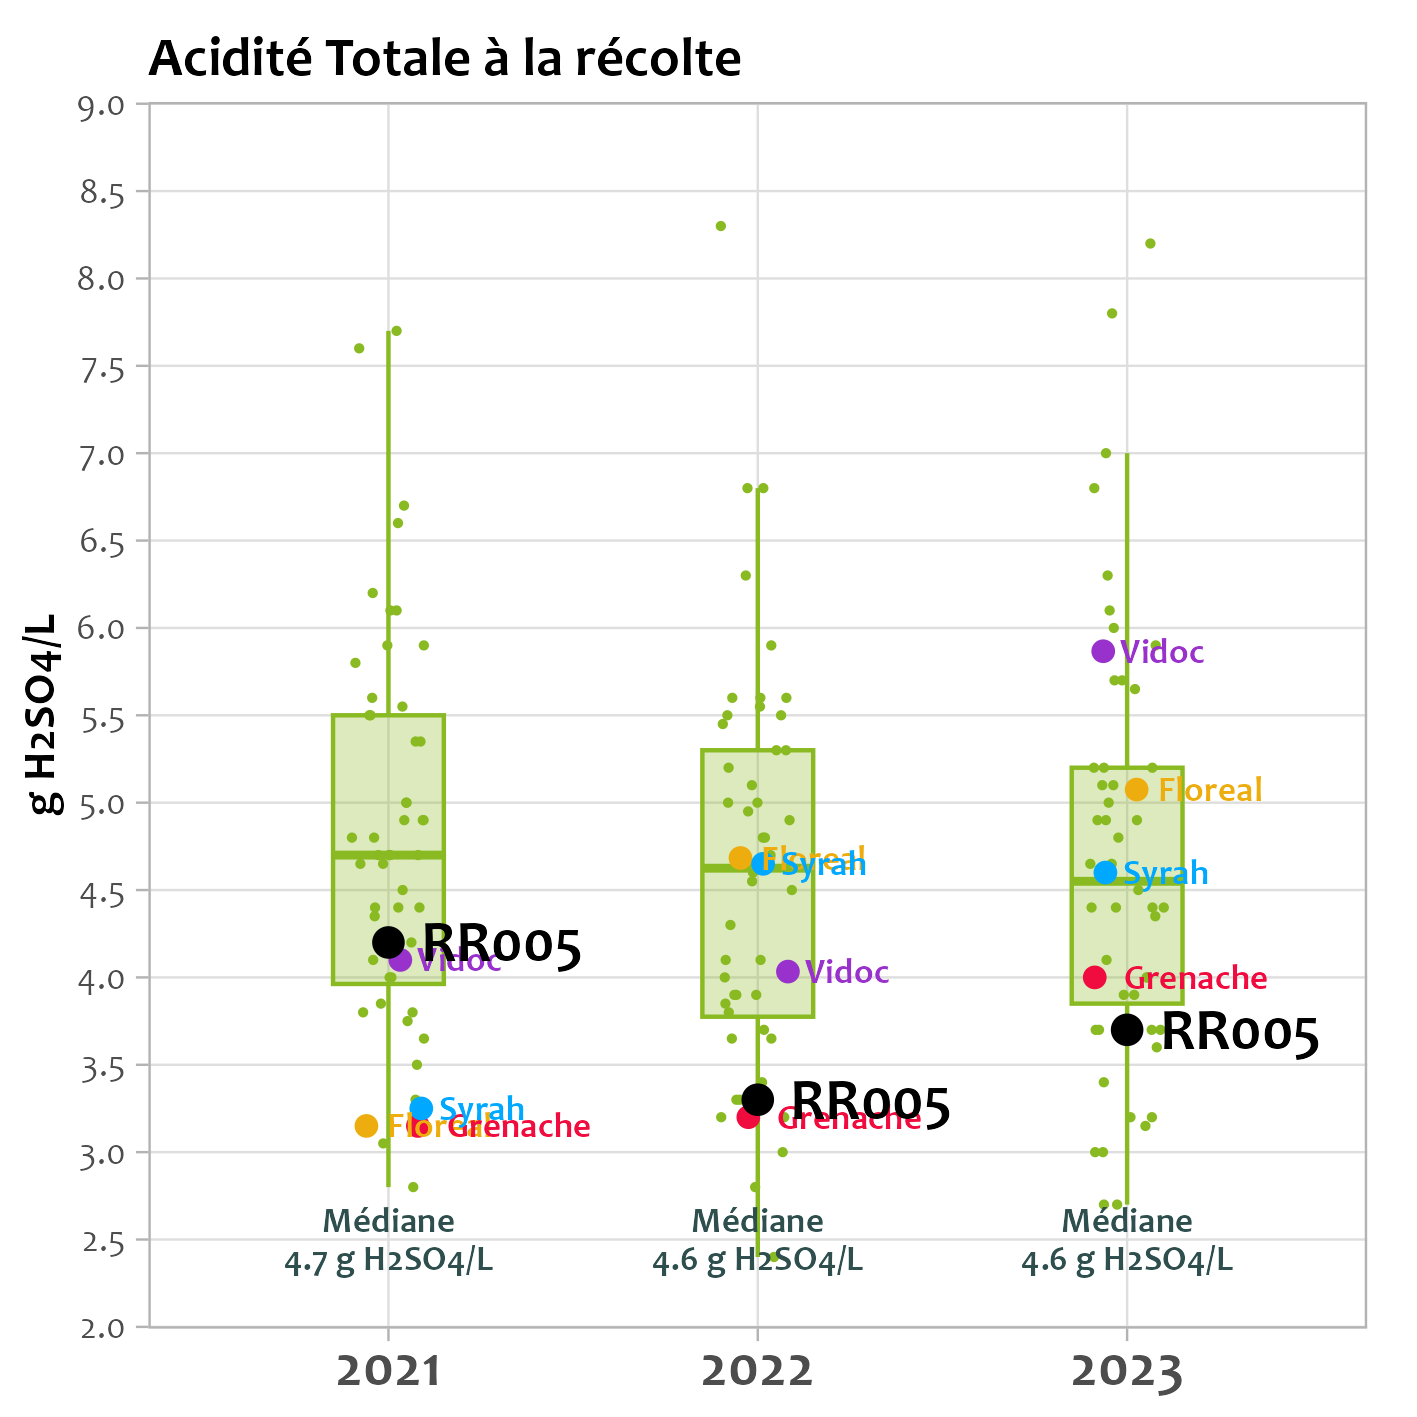 Acidité Totale à la récolte
g H2SO4/L
9.0
8.5
8.0
7.5
7.0
6.5
6.0
5.5
5.0
4.5
4.0
3.5
3.0
2.5
2.0
RR005
Vidoc
Syrah
Floreal
Grenache
Médiane
4.7 g H2SO4/L
Floreal
Syrah
Vidoc
RR005
Grenache
Médiane
4.6 g H2SO4/L
Vidoc
Floreal
Syrah
Grenache
RR005
Médiane
4.6 g H2SO4/L
2021
2022
2023